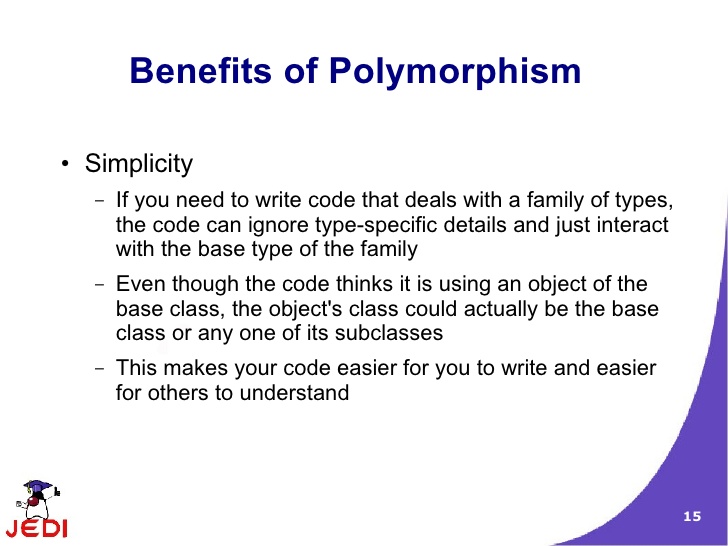 Benefits of Polymorphism
• Simplicity
– If you need to write code that deals with a family of types,
the code can ignore type-specific details and just interact
with the base type of the family
– Even though the code thinks it is using an object of the
base class, the object's class could actually be the base
class or any one of its subclasses
– This makes your code easier for you to write and easier
for others to understand
JEDI
15